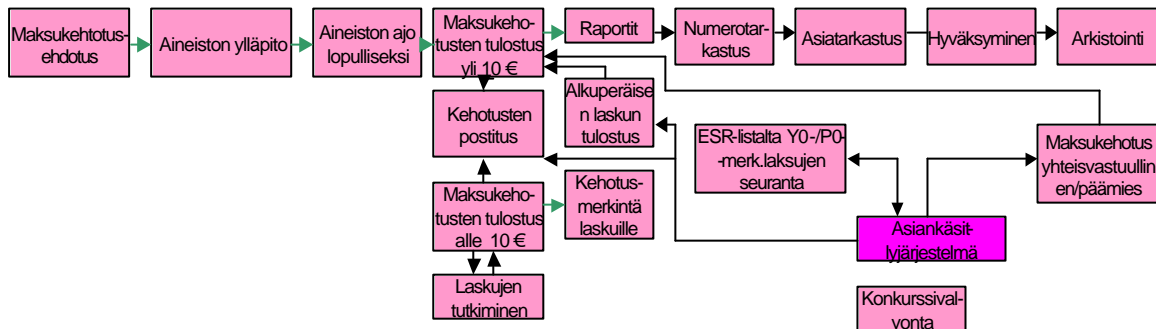 Maksukehtotus-
ehdotus
Aineiston ylläpito
Aineiston ajo
lopulliseksi
Maksukeho-
tusten tulostus
yli 10 €
Raportit
Numerotar-
kastus
Asiatarkastus
Hyväksyminen
Arkistointi
Kehotusten
postitus
Alkuperäise
n laskun
tulostus
ESR-listalta Y0-/P0-
-merk.laksujen
seuranta
Maksukehotus
yhteisvastuullin
en/päämies
Maksukeho-
tusten tulostus
alle 10 €
Kehotus-
merkintä
laskuille
Asiankäsit-
lyjärjestelmä
Laskujen
tutkiminen
Konkurssival-
vonta